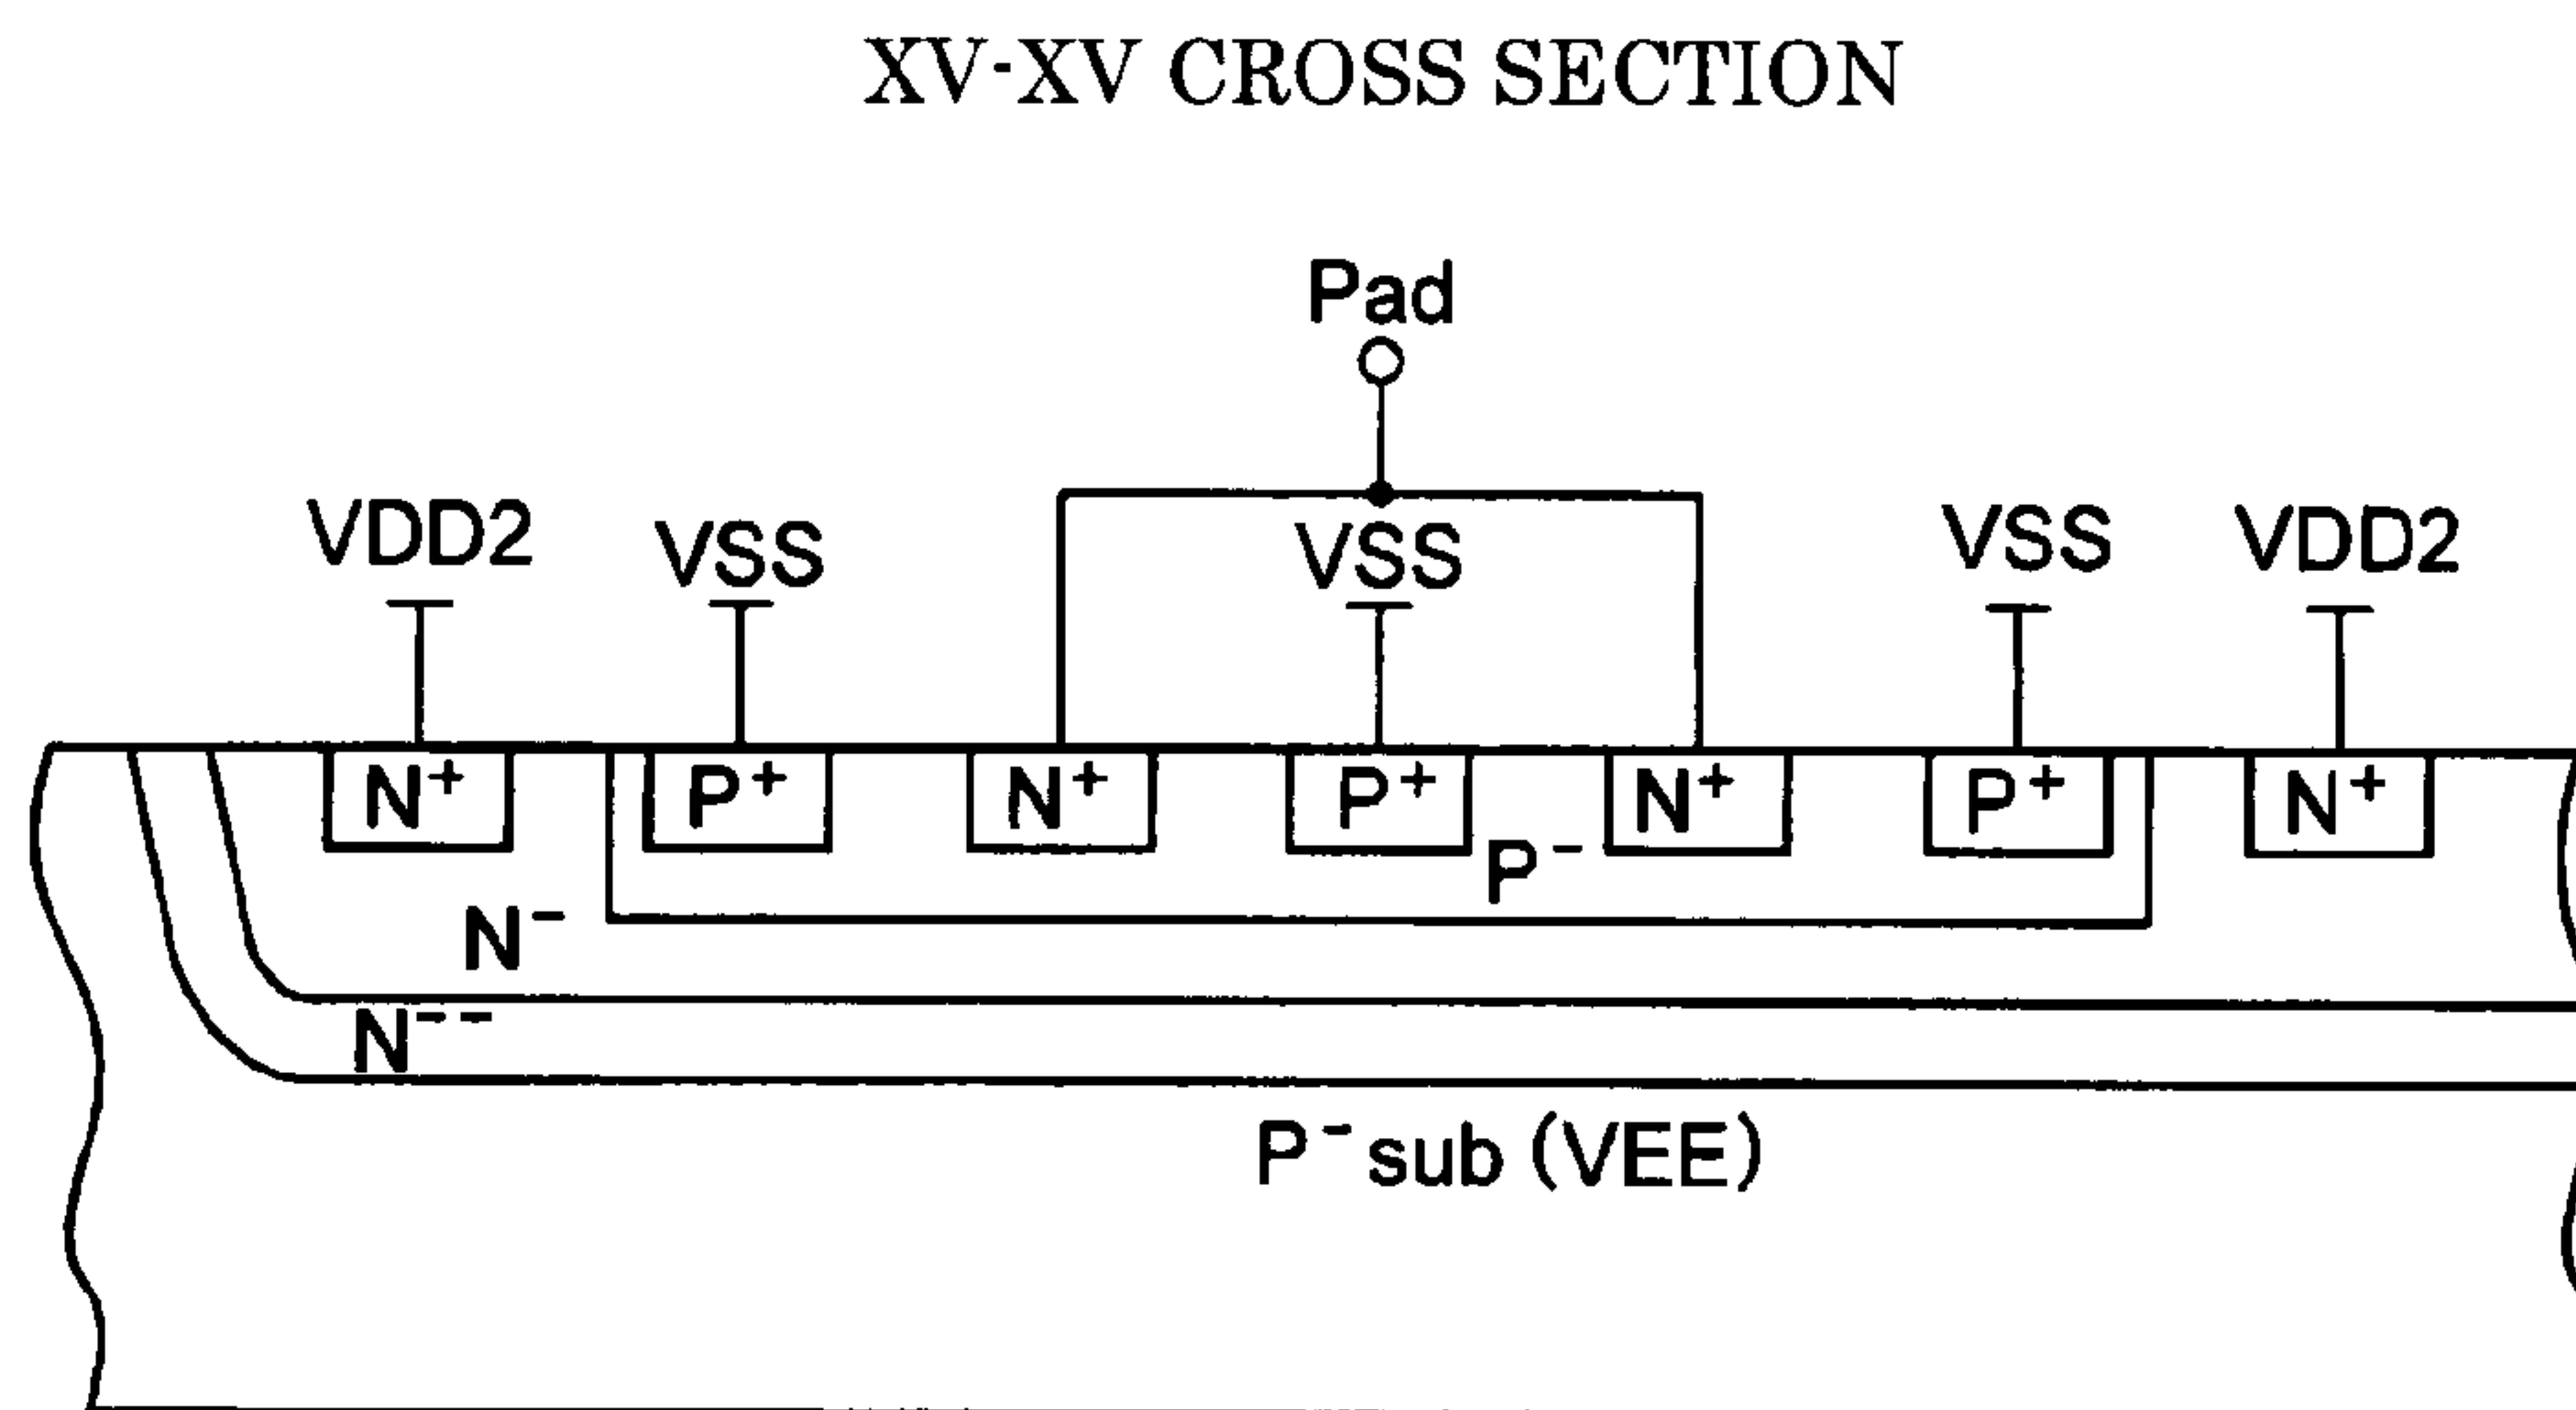 XV-XV CROSS SECTION
Pad
VDD2 VSS VSS VSS VDD2
N⁺ P⁺ N⁺ P⁺ N⁺ P⁺ N⁺
P⁻
N⁻
N⁻⁻
P⁻sub (VEE)